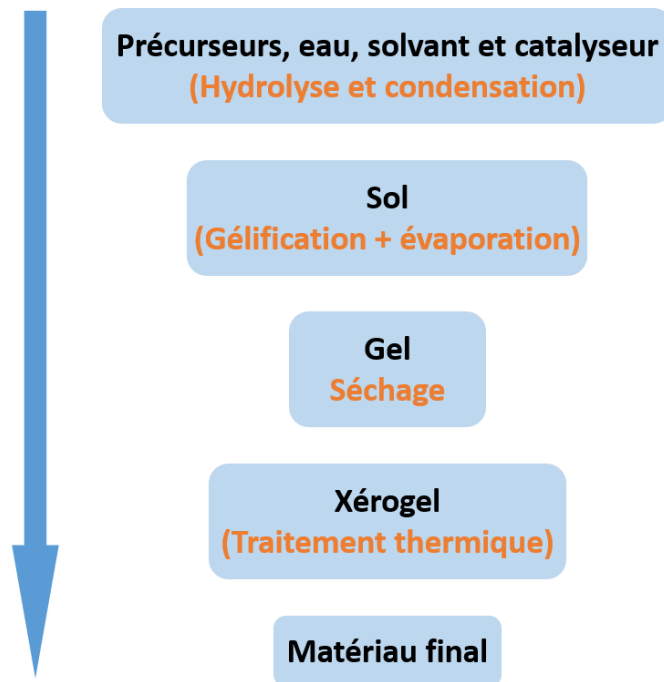 Précurseurs, eau, solvant et catalyseur
(Hydrolyse et condensation)
Sol
(Gélification + évaporation)
Gel
Séchage
Xérogel
(Traitement thermique)
Matériau final